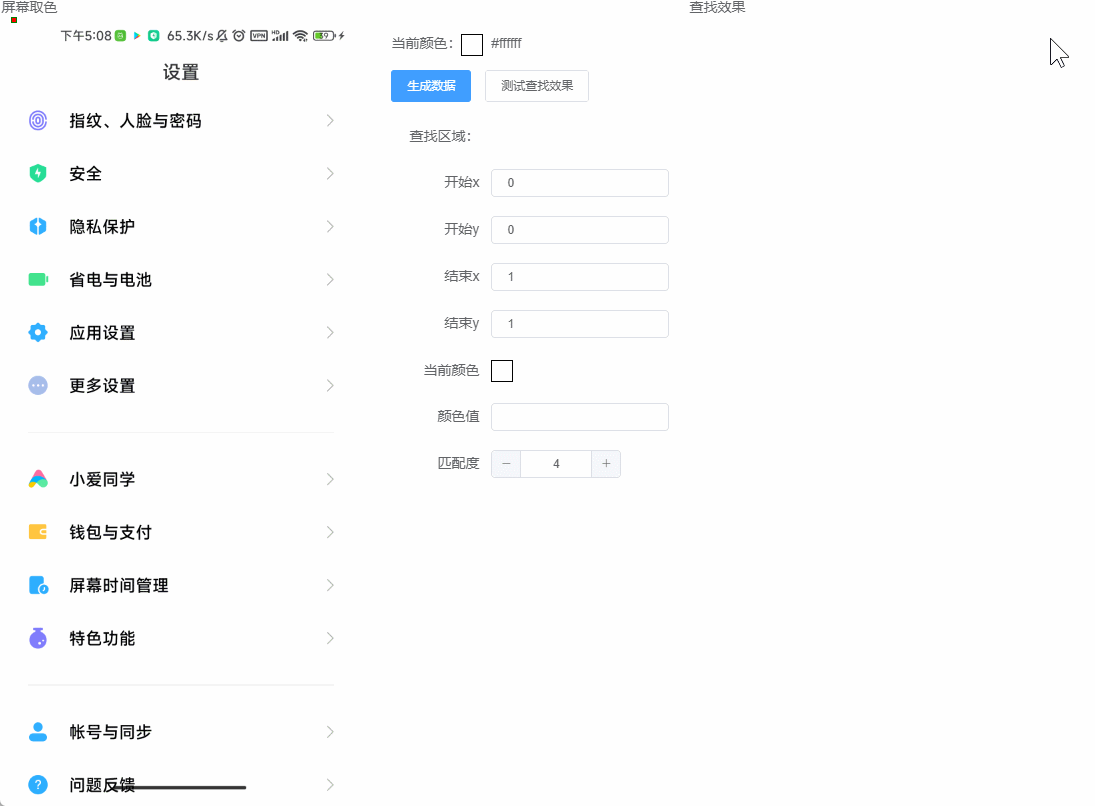 屏幕取色
下午5:08
65.3K/s
VPN
HD
设置
指纹、人脸与密码
安全
隐私保护
省电与电池
应用设置
更多设置
小爱同学
钱包与支付
屏幕时间管理
特色功能
帐号与同步
问题反馈
当前颜色: #ffffff
生成数据 测试查找效果
查找区域:
开始x 0
开始y 0
结束x 1
结束y 1
当前颜色
颜色值
匹配度 − 4 +
查找效果